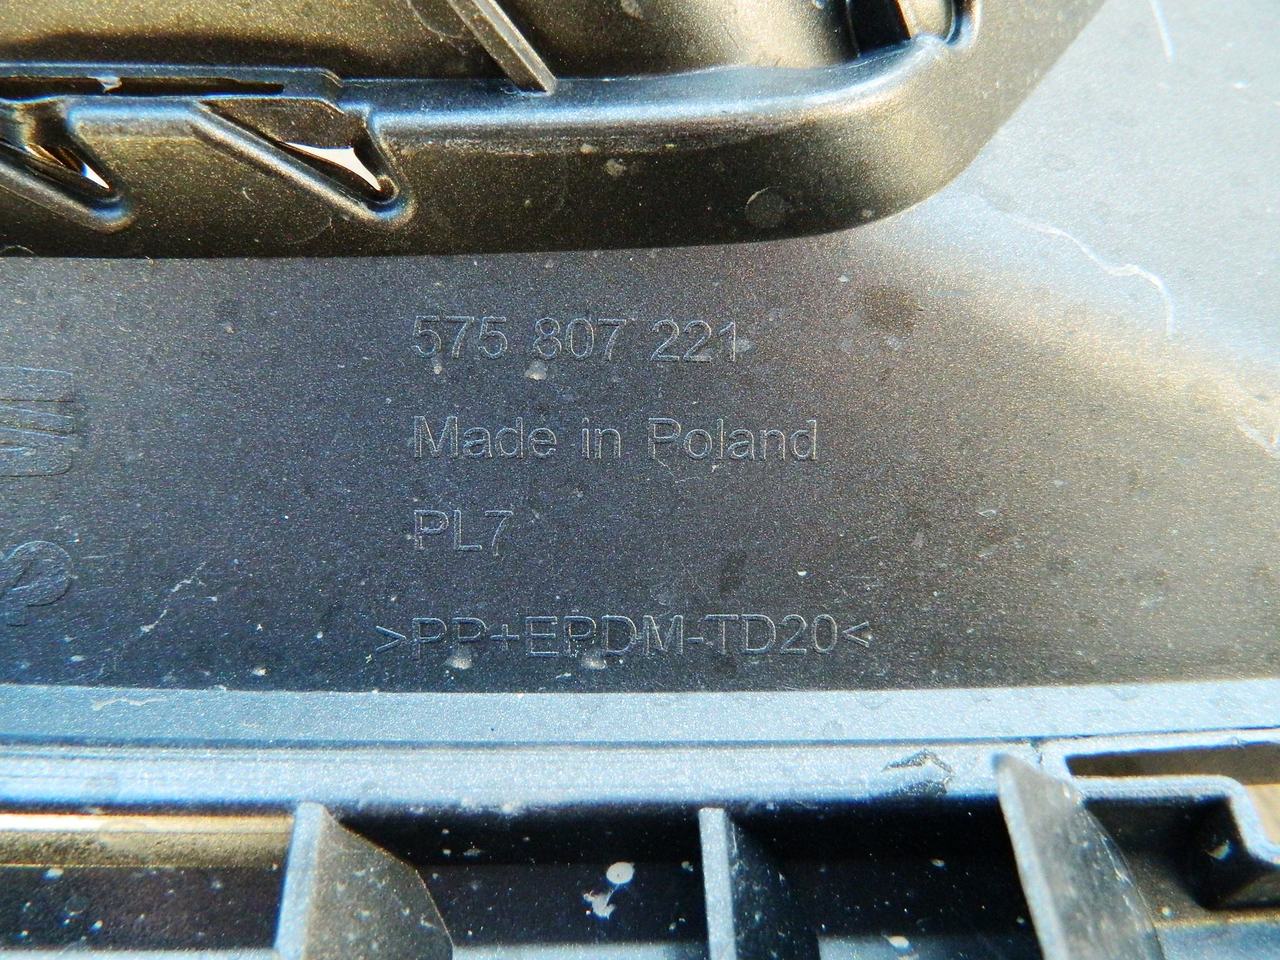 575 807 221
Made in Poland
PL7
>PP+EPDM-TD20<